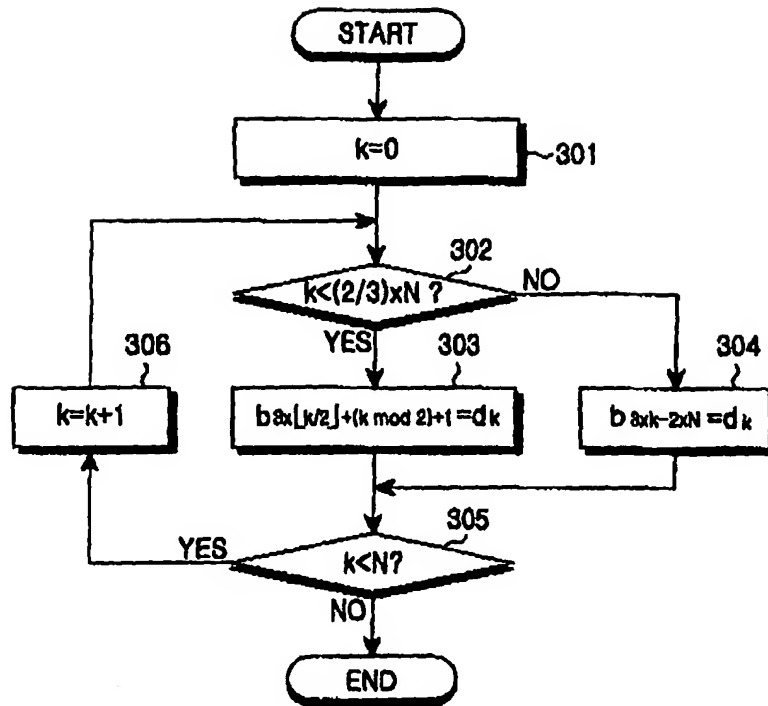 START
k=0
301
302
k<(2/3)xN ?
NO
YES
306
303
304
k=k+1
b3x⌊k/2⌋+(k mod 2)+1 =dk
b3xk-2xN =dk
305
YES
k<N?
NO
END